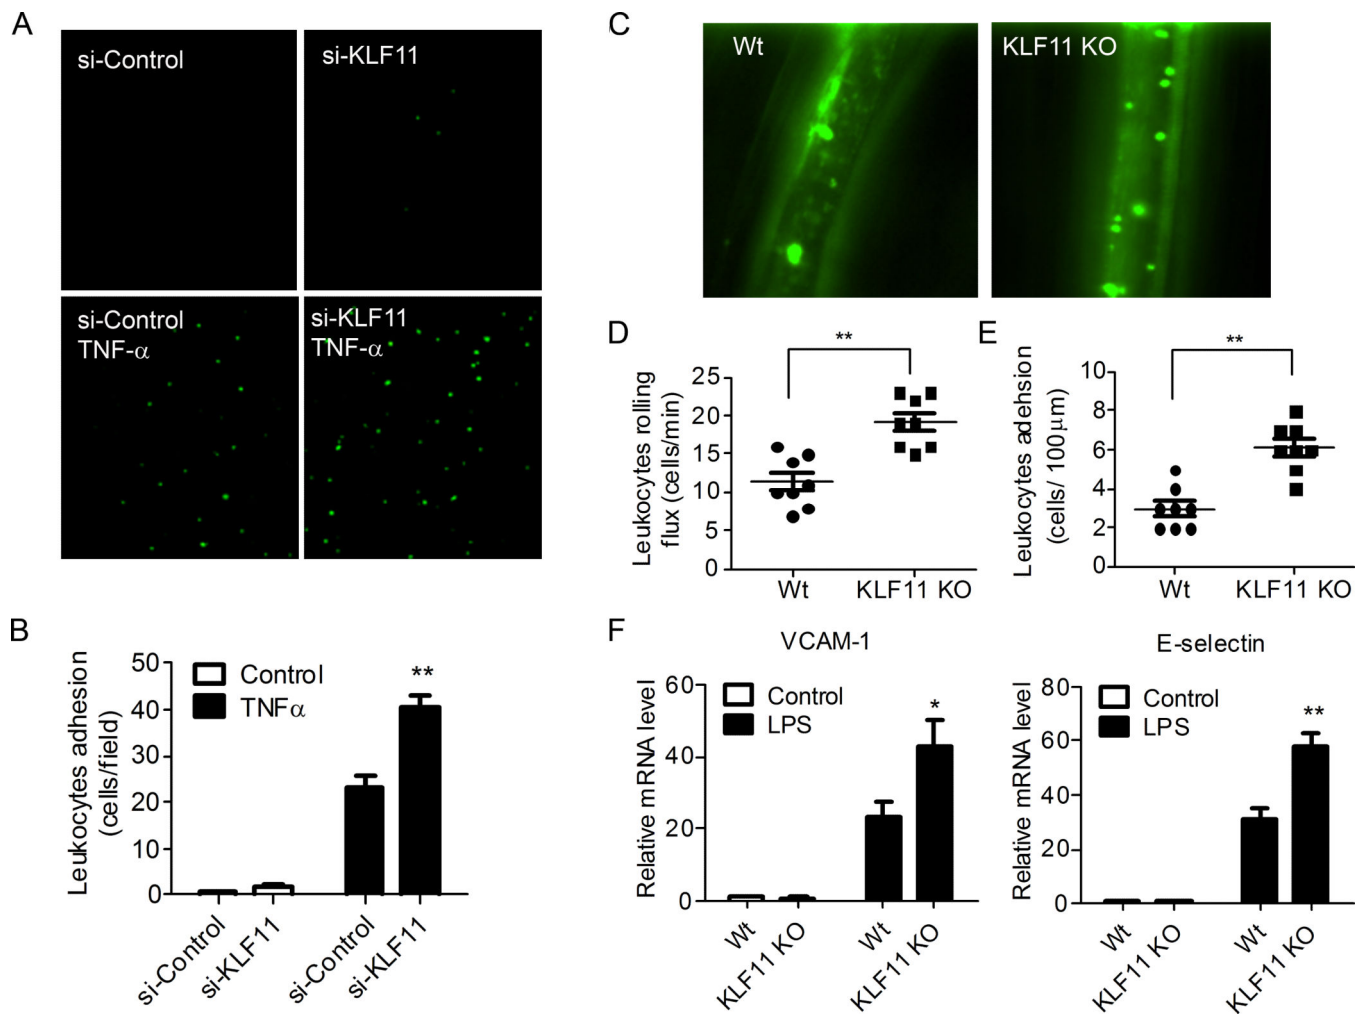 A
si-Control
si-KLF11
si-Control
TNF-α
si-KLF11
TNF-α
B
Leukocytes adhesion
(cells/field)
50
40
30
20
10
0
Control
TNFα
**
si-Control
si-KLF11
si-Control
si-KLF11
C
Wt
KLF11 KO
D
Leukocytes rolling
flux (cells/min)
25
20
15
10
5
0
**
Wt
KLF11 KO
E
Leukocytes adehsion
(cells/ 100μm)
10
8
6
4
2
0
**
Wt
KLF11 KO
F
VCAM-1
Relative mRNA level
60
40
20
0
Control
LPS
*
Wt
KLF11 KO
Wt
KLF11 KO
E-selectin
Relative mRNA level
80
60
40
20
0
Control
LPS
**
Wt
KLF11 KO
Wt
KLF11 KO